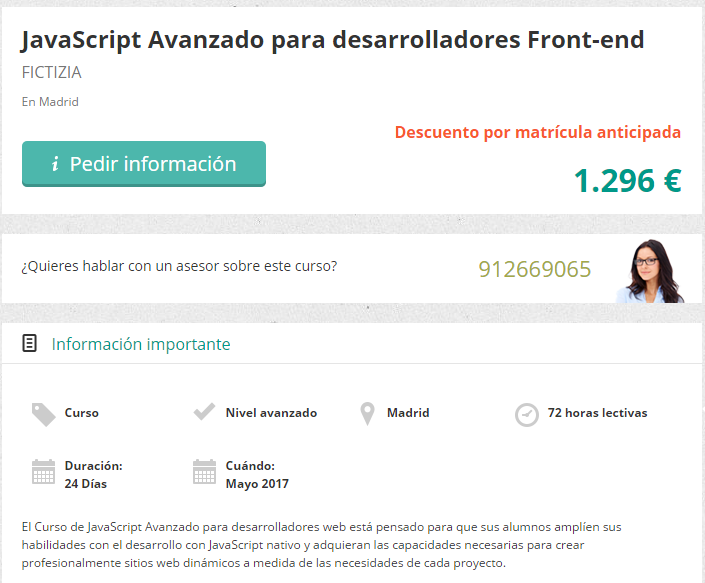 JavaScript Avanzado para desarrolladores Front-end
FICTIZIA
En Madrid
Descuento por matrícula anticipada
i Pedir información
1.296 €
¿Quieres hablar con un asesor sobre este curso?
912669065
Información importante
Curso
Nivel avanzado
Madrid
72 horas lectivas
Duración:
24 Días
Cuándo:
Mayo 2017
El Curso de JavaScript Avanzado para desarrolladores web está pensado para que sus alumnos amplíen sus
habilidades con el desarrollo con JavaScript nativo y adquieran las capacidades necesarias para crear
profesionalmente sitios web dinámicos a medida de las necesidades de cada proyecto.